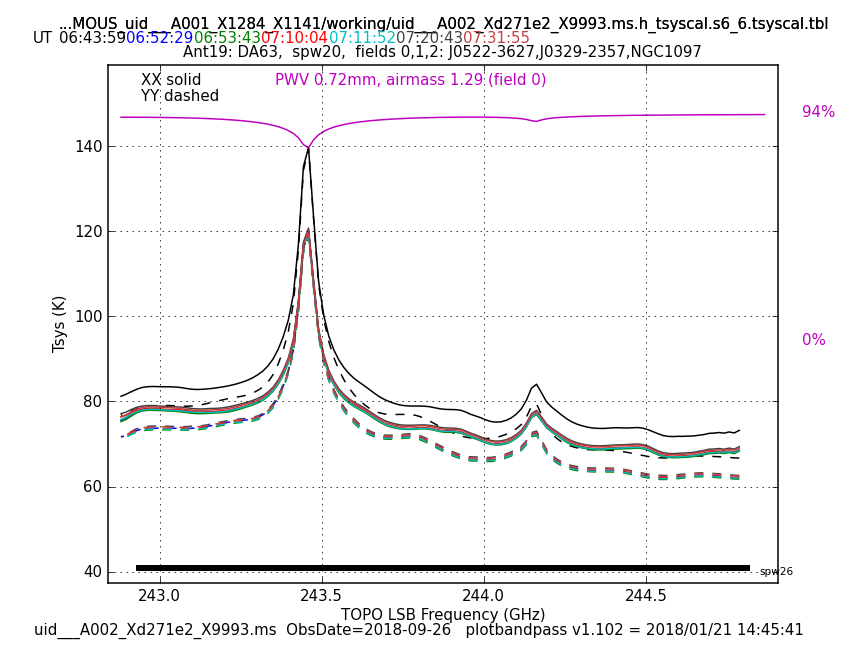 ...MOUS_uid___A001_X1284_X1141/working/uid___A002_Xd271e2_X9993.ms.h_tsyscal.s6_6.tsyscal.tbl
UT 06:43:59 06:52:29 06:53:43 07:10:04 07:11:52 07:20:43 07:31:55
Ant19: DA63, spw20, fields 0,1,2: J0522-3627,J0329-2357,NGC1097
XX solid PWV 0.72mm, airmass 1.29 (field 0)
YY dashed
94%
140
120
100
0%
80
60
40
Tsys (K)
spw26
243.0 243.5 244.0 244.5
TOPO LSB Frequency (GHz)
uid___A002_Xd271e2_X9993.ms ObsDate=2018-09-26 plotbandpass v1.102 = 2018/01/21 14:45:41